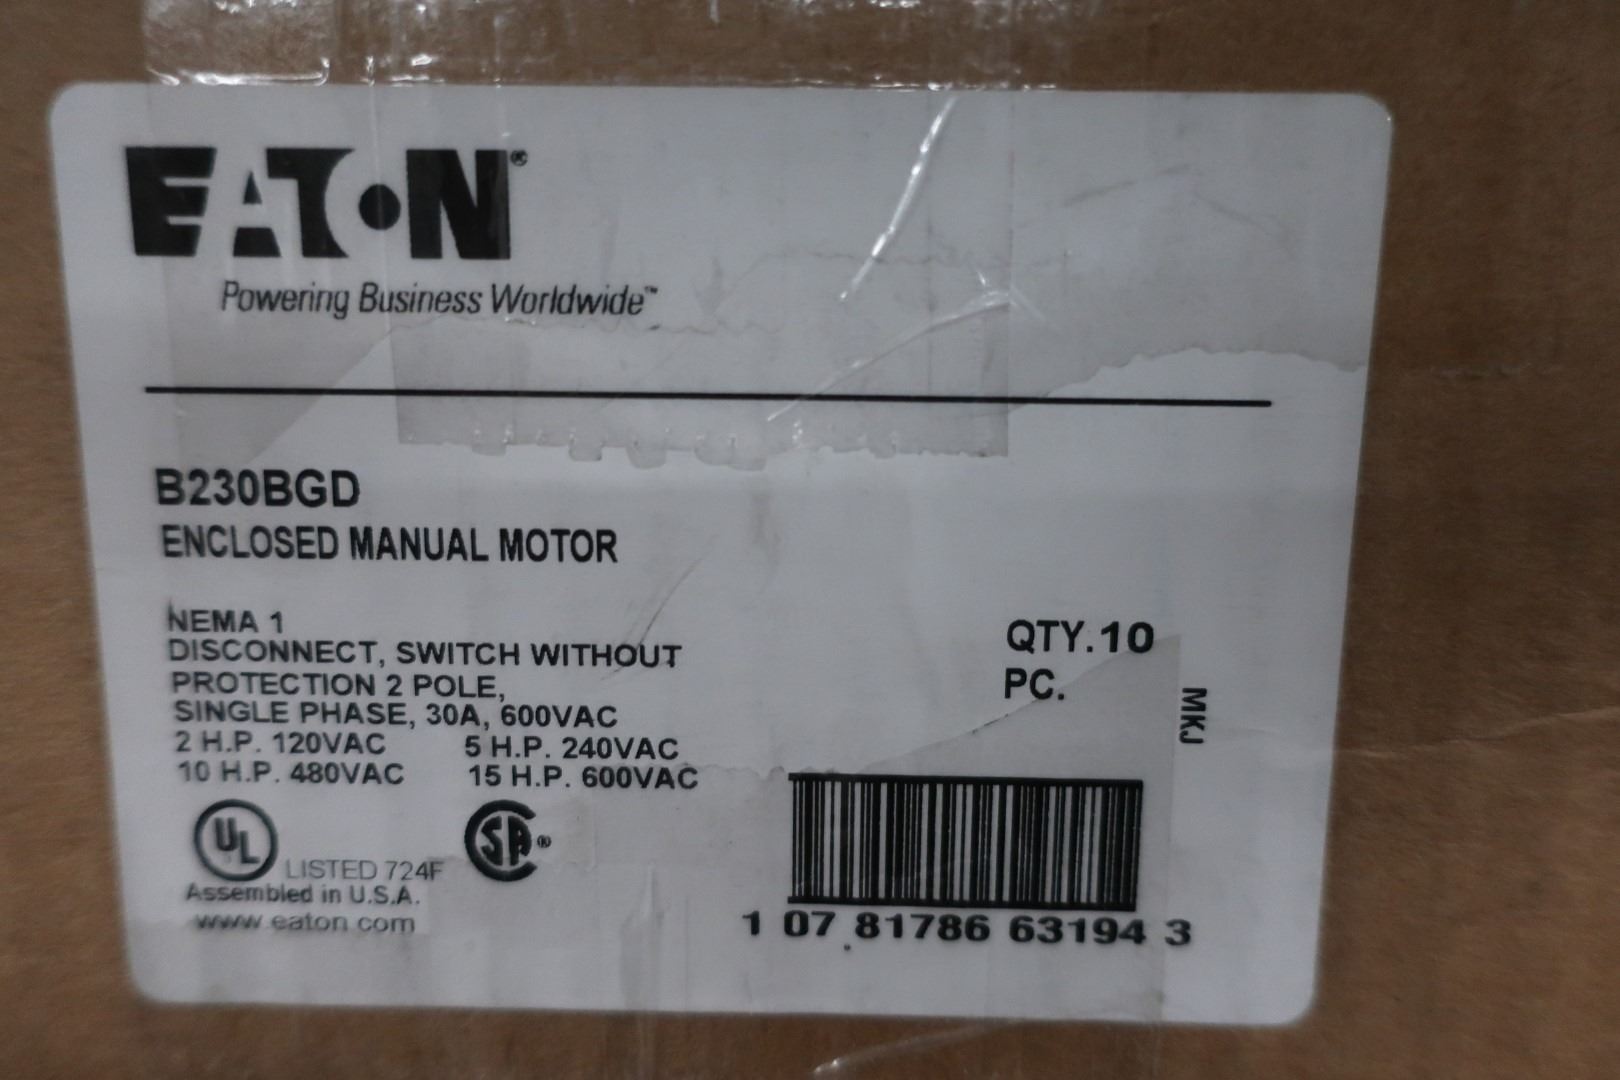 EATON®
Powering Business Worldwide™
B230BGD
ENCLOSED MANUAL MOTOR
NEMA 1
DISCONNECT, SWITCH WITHOUT
PROTECTION 2 POLE,
SINGLE PHASE, 30A, 600VAC
2 H.P. 120VAC 5 H.P. 240VAC
10 H.P. 480VAC 15 H.P. 600VAC
UL LISTED 724F
SA®
Assembled in U.S.A.
www.eaton.com
QTY.10
PC.
MKJ
1 07 81786 63194 3